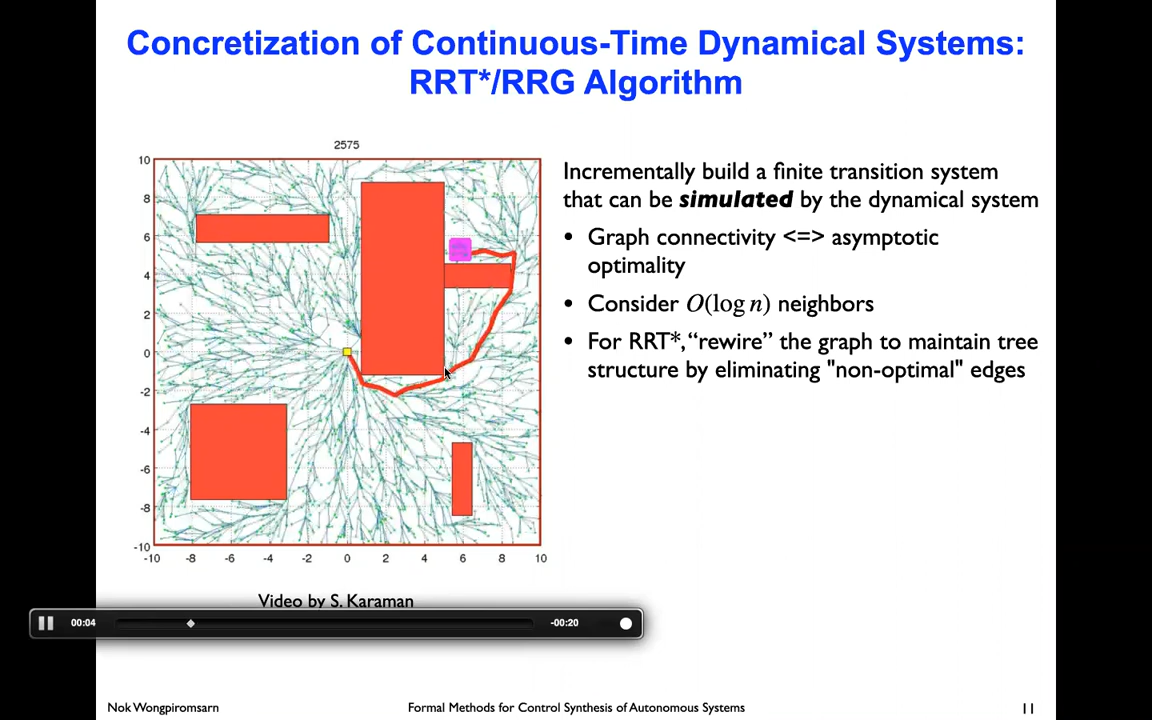 Concretization of Continuous-Time Dynamical Systems:
RRT*/RRG Algorithm
2575
10
8
6
4
2
0
-2
-4
-6
-8
-10
-10 -8 -6 -4 -2 0 2 4 6 8 10
Video by S. Karaman
Incrementally build a finite transition system
that can be simulated by the dynamical system
• Graph connectivity <=> asymptotic
optimality
• Consider O(log n) neighbors
• For RRT*, “rewire” the graph to maintain tree
structure by eliminating "non-optimal" edges
00:04 -00:20
Nok Wongpiromsarn Formal Methods for Control Synthesis of Autonomous Systems 11